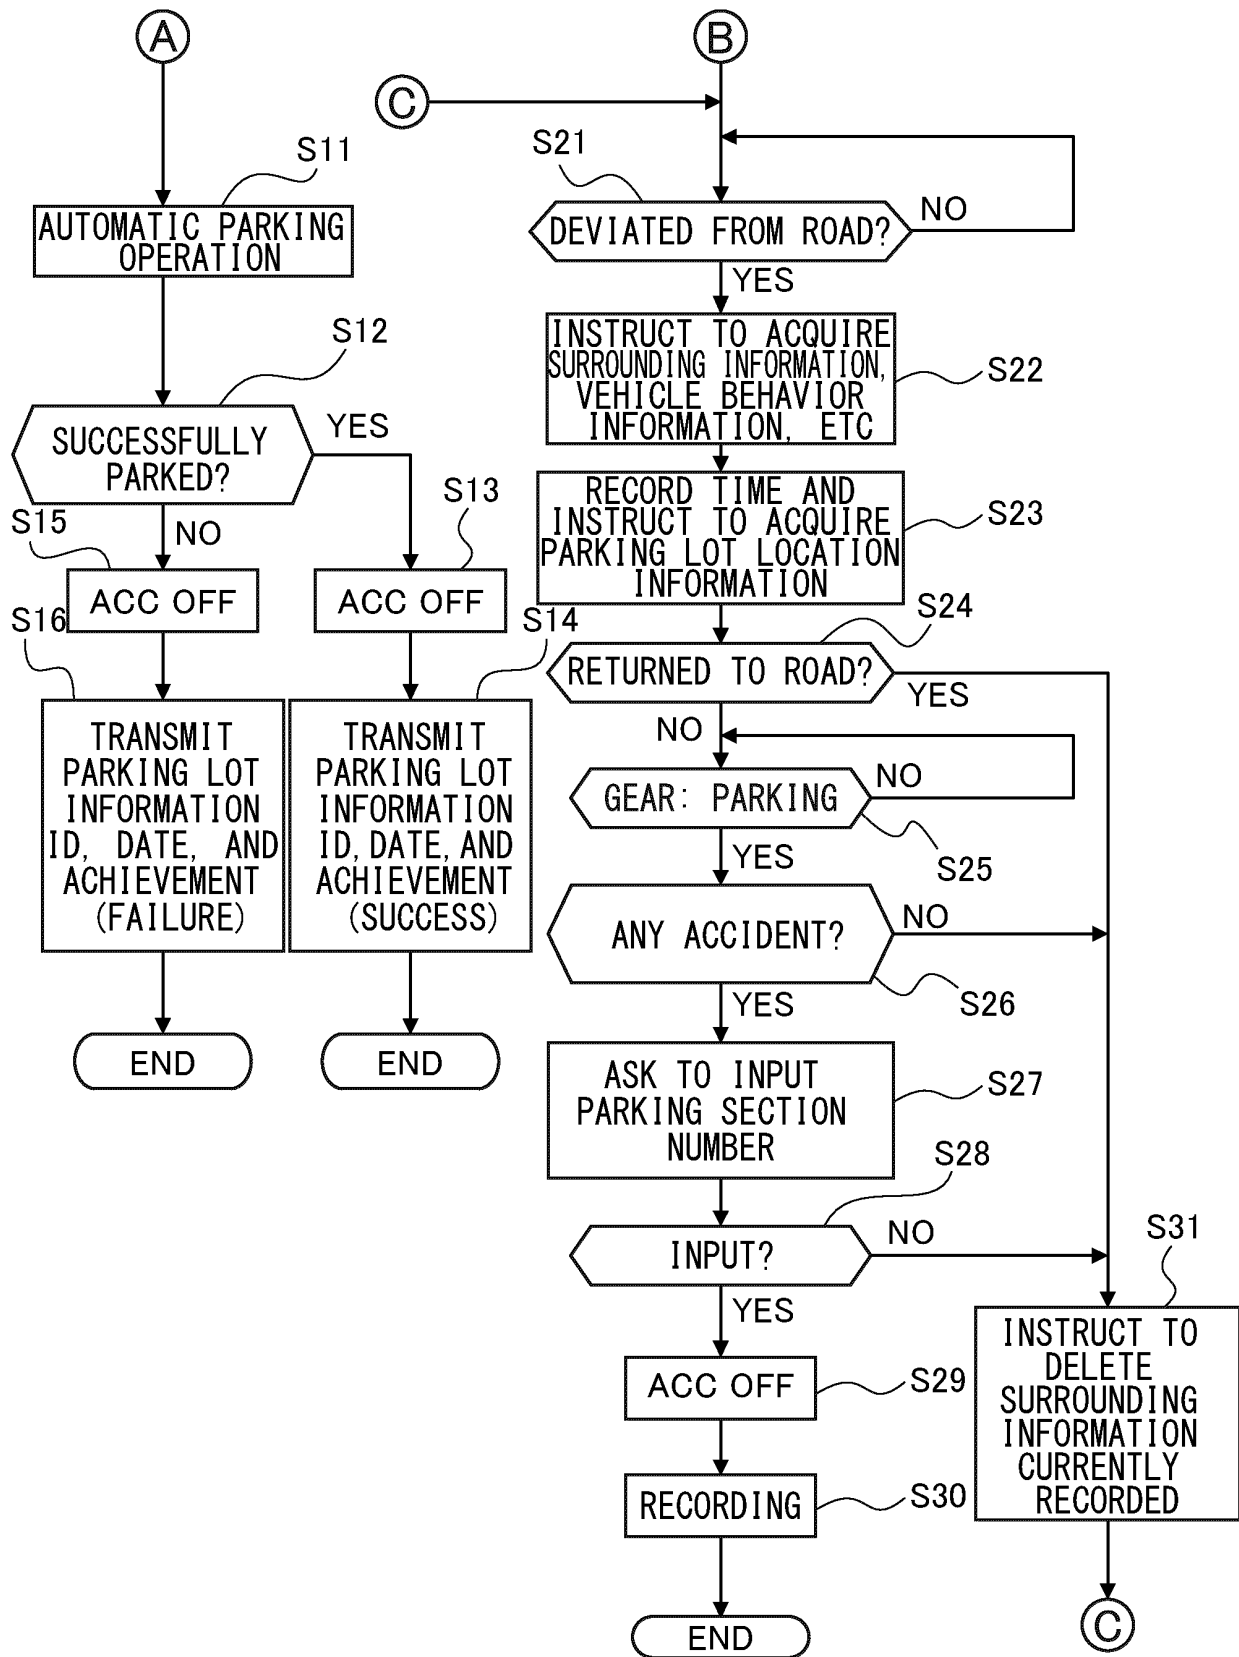 A
S11
AUTOMATIC PARKING
OPERATION
S12
SUCCESSFULLY
PARKED?
YES
NO
S15
ACC OFF
S13
ACC OFF
S16
TRANSMIT
PARKING LOT
INFORMATION
ID, DATE, AND
ACHIEVEMENT
(FAILURE)
END
S14
TRANSMIT
PARKING LOT
INFORMATION
ID, DATE, AND
ACHIEVEMENT
(SUCCESS)
END
B
C
S21
DEVIATED FROM ROAD?
NO
YES
INSTRUCT TO ACQUIRE
SURROUNDING INFORMATION,
VEHICLE BEHAVIOR
INFORMATION, ETC
S22
RECORD TIME AND
INSTRUCT TO ACQUIRE
PARKING LOT LOCATION
INFORMATION
S23
S24
RETURNED TO ROAD?
YES
NO
GEAR: PARKING
NO
S25
YES
ANY ACCIDENT?
NO
S26
YES
ASK TO INPUT
PARKING SECTION
NUMBER
S27
S28
INPUT?
NO
YES
ACC OFF
S29
RECORDING
S30
END
S31
INSTRUCT TO
DELETE
SURROUNDING
INFORMATION
CURRENTLY
RECORDED
C